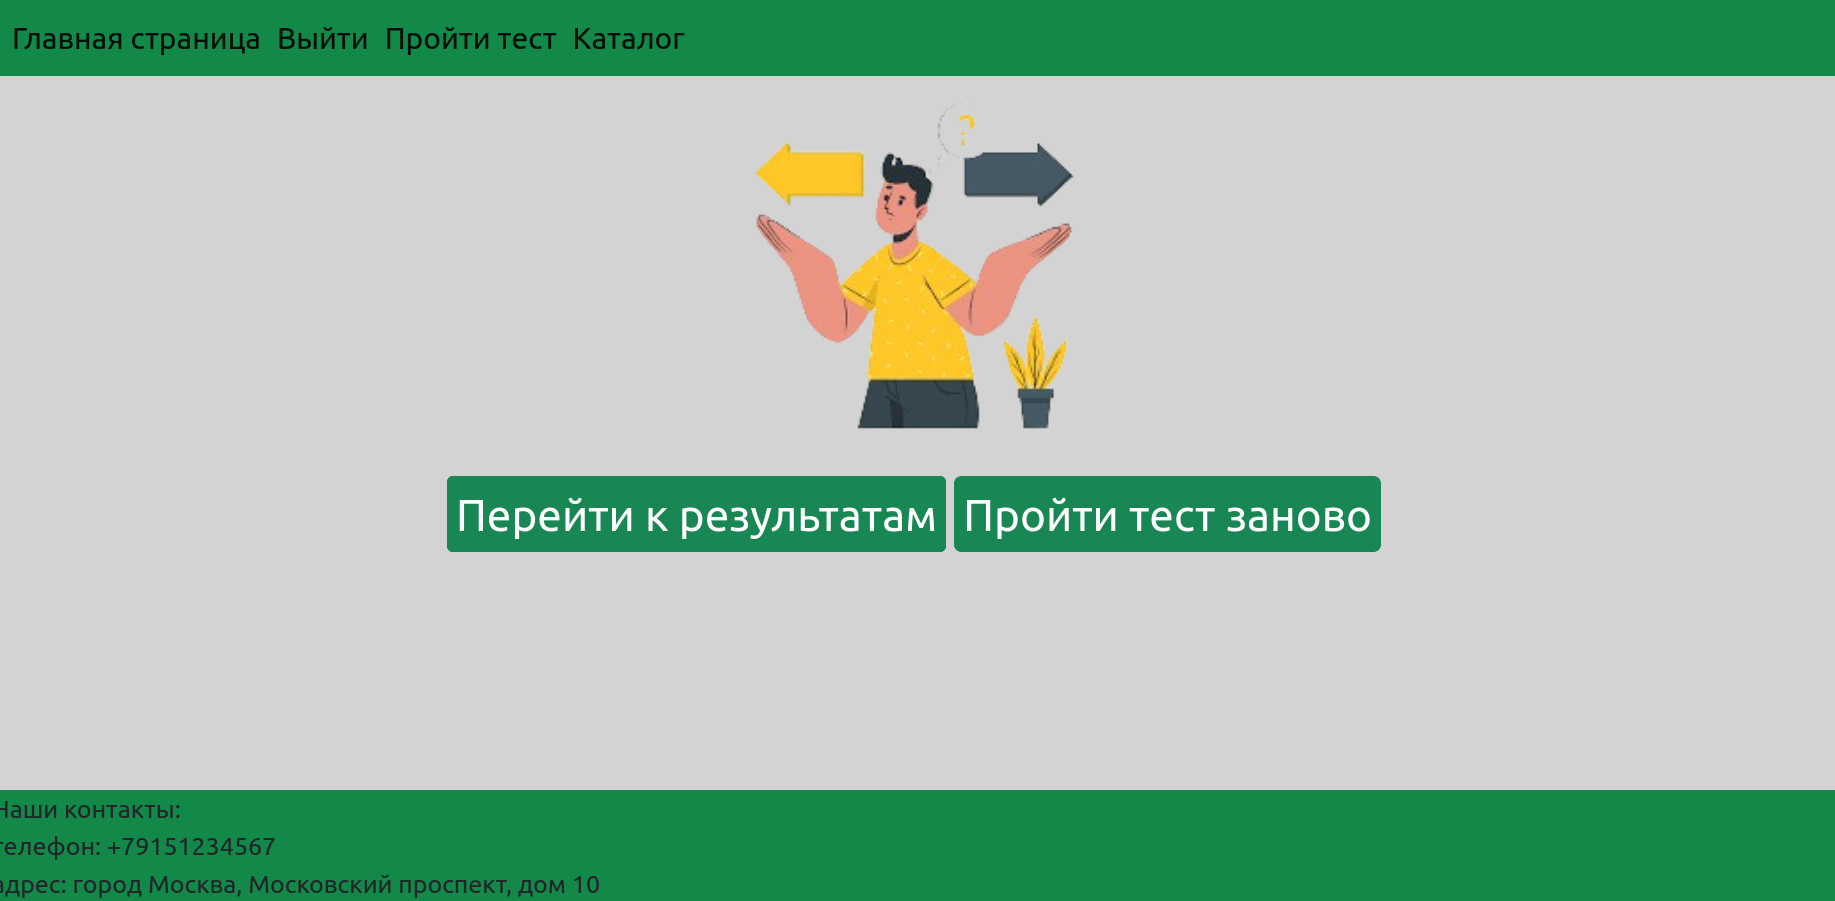 Главная страница Выйти Пройти тест Каталог
?
Перейти к результатам Пройти тест заново
Наши контакты:
телефон: +79151234567
адрес: город Москва, Московский проспект, дом 10